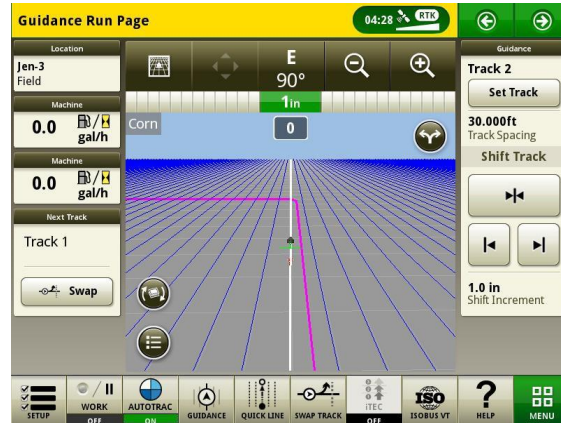 Guidance Run Page
04:28
RTK
Location
Jen-3
Field
Machine
0.0
gal/h
Machine
0.0
gal/h
Next Track
Track 1
Swap
E
90°
1in
0
Corn
Guidance
Track 2
Set Track
30.000ft
Track Spacing
Shift Track
1.0 in
Shift Increment
SETUP
WORK
OFF
AUTOTRAC
ON
GUIDANCE
QUICK LINE
SWAP TRACK
iTEC
OFF
ISO
ISOBUS VT
?
HELP
MENU